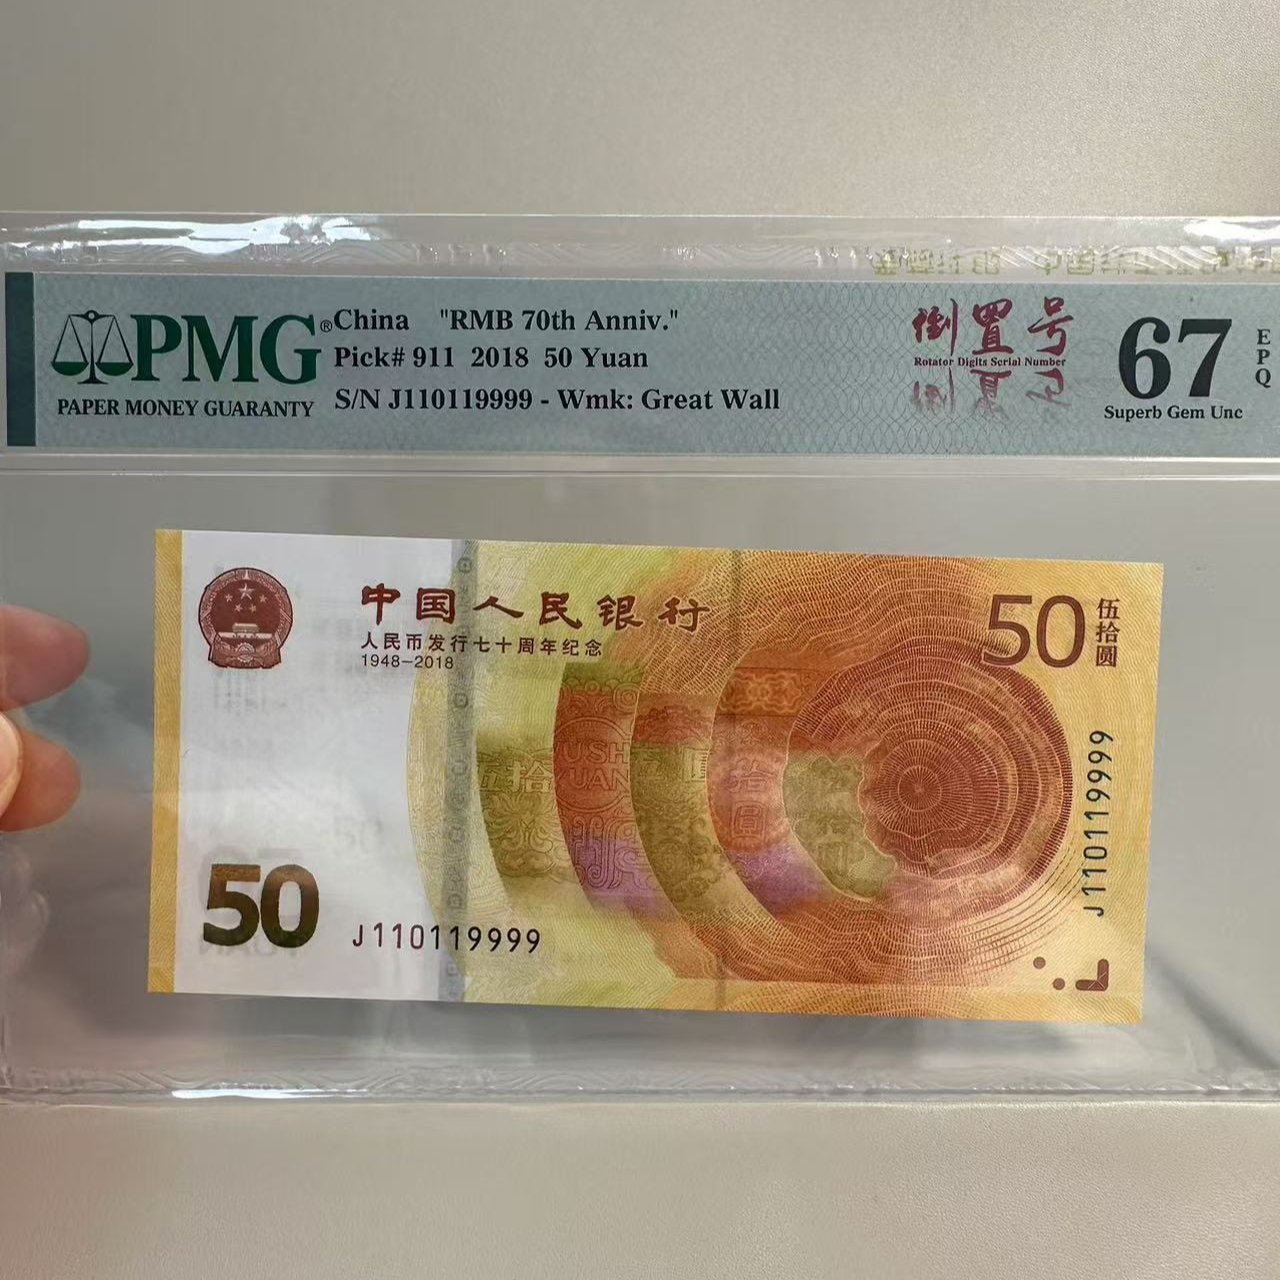 PMG®
PAPER MONEY GUARANTY
China "RMB 70th Anniv."
Pick# 911 2018 50 Yuan
S/N J110119999 - Wmk: Great Wall
倒置号
Rotator Digits Serial Number
67
EPQ
Superb Gem Unc
中国人民银行
人民币发行七十周年纪念
1948-2018
50
伍拾圆
J110119999
50
J110119999